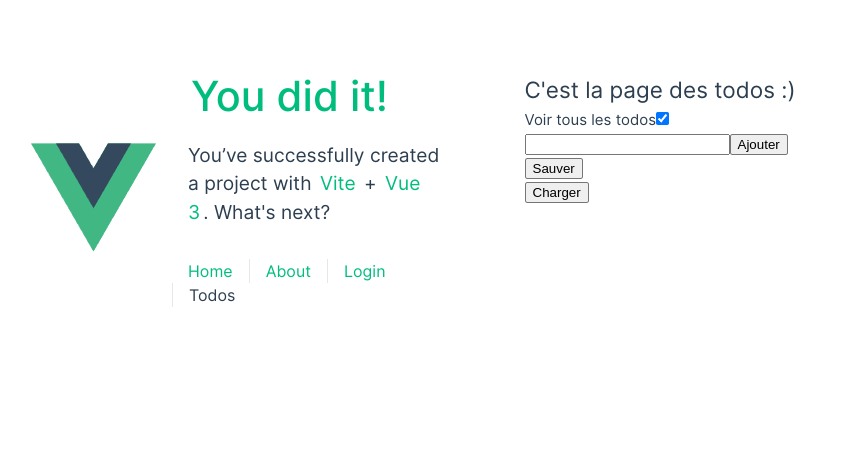 You did it!
You’ve successfully created
a project with Vite + Vue
3. What's next?
Home About Login
Todos
C'est la page des todos :)
Voir tous les todos
Ajouter
Sauver
Charger